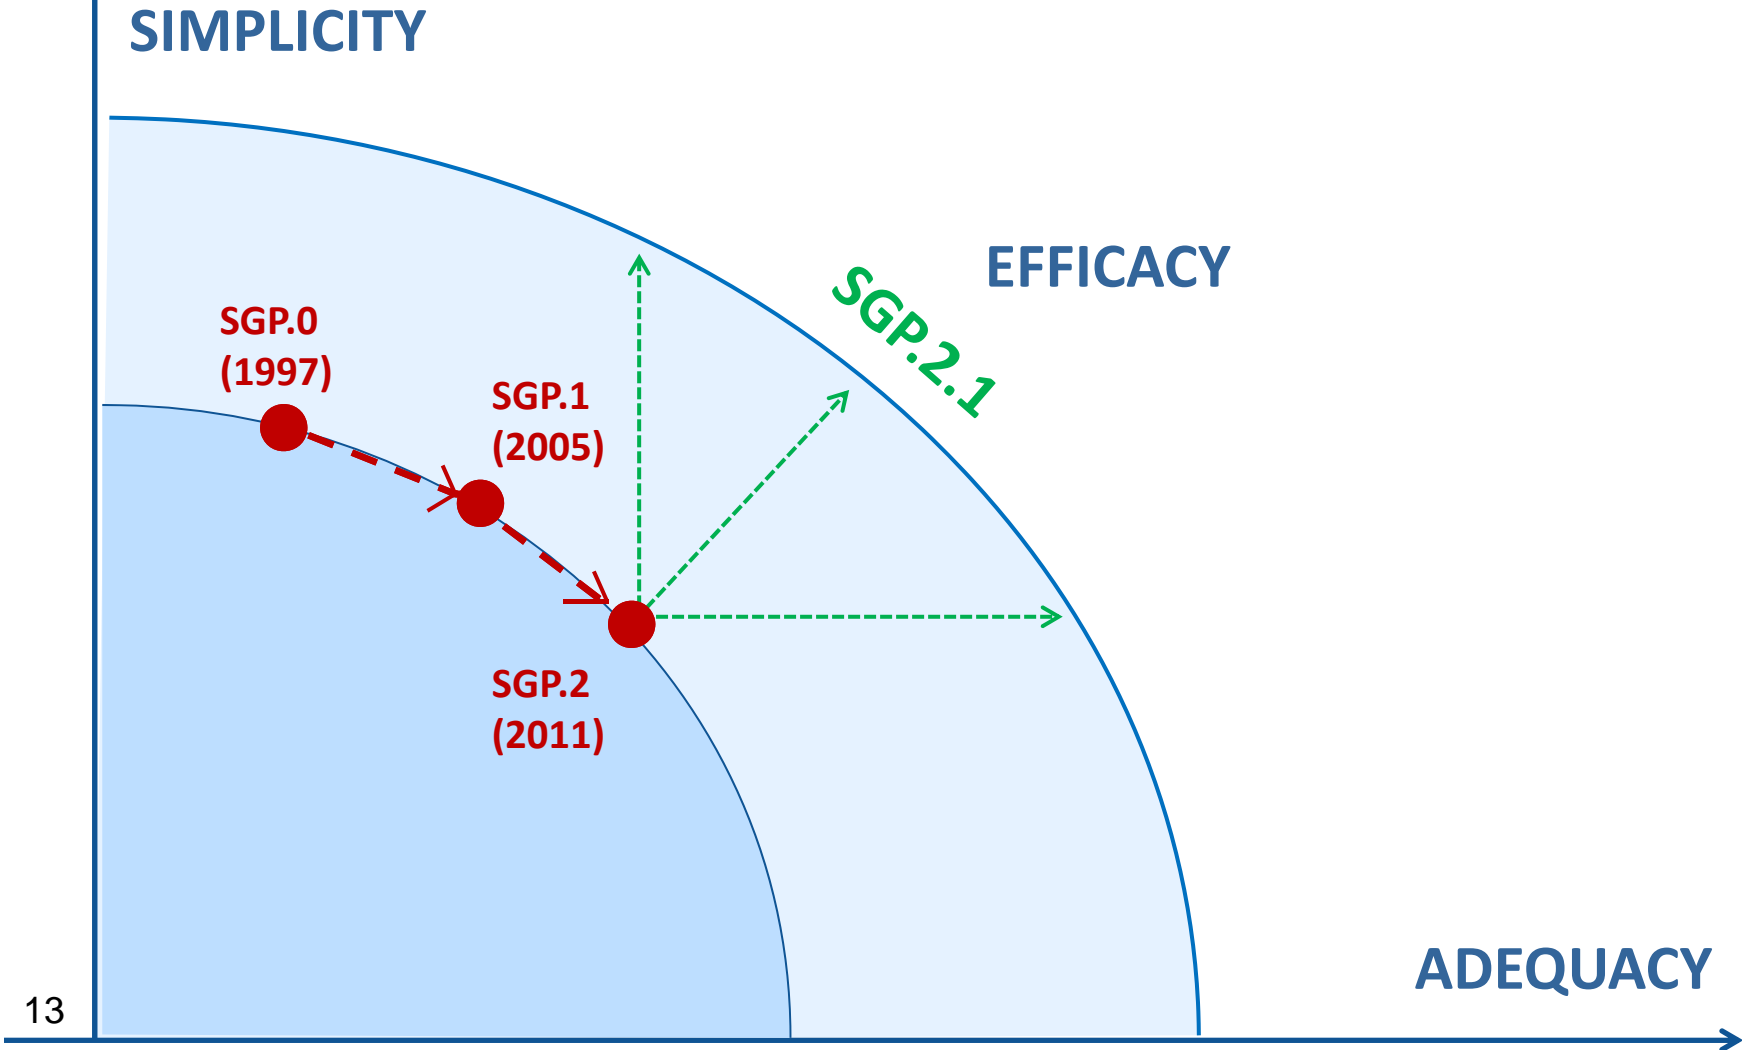 SIMPLICITY
EFFICACY
SGP.2.1
SGP.0
(1997)
SGP.1
(2005)
SGP.2
(2011)
ADEQUACY
13